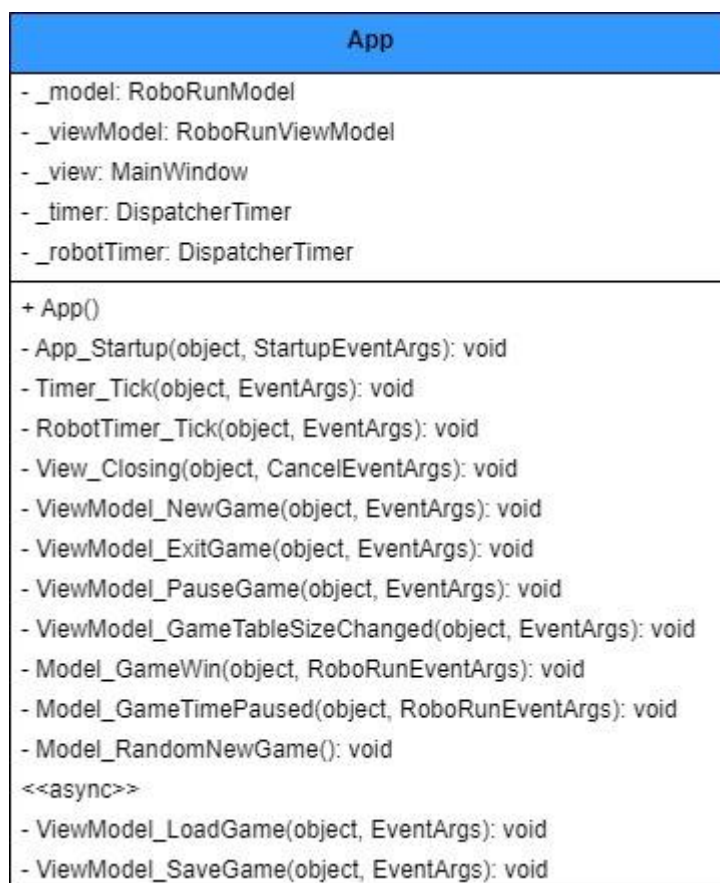 App
- _model: RoboRunModel
- _viewModel: RoboRunViewModel
- _view: MainWindow
- _timer: DispatcherTimer
- _robotTimer: DispatcherTimer
+ App()
- App_Startup(object, StartupEventArgs): void
- Timer_Tick(object, EventArgs): void
- RobotTimer_Tick(object, EventArgs): void
- View_Closing(object, CancelEventArgs): void
- ViewModel_NewGame(object, EventArgs): void
- ViewModel_ExitGame(object, EventArgs): void
- ViewModel_PauseGame(object, EventArgs): void
- ViewModel_GameTableSizeChanged(object, EventArgs): void
- Model_GameWin(object, RoboRunEventArgs): void
- Model_GameTimePaused(object, RoboRunEventArgs): void
- Model_RandomNewGame(): void
<<async>>
- ViewModel_LoadGame(object, EventArgs): void
- ViewModel_SaveGame(object, EventArgs): void